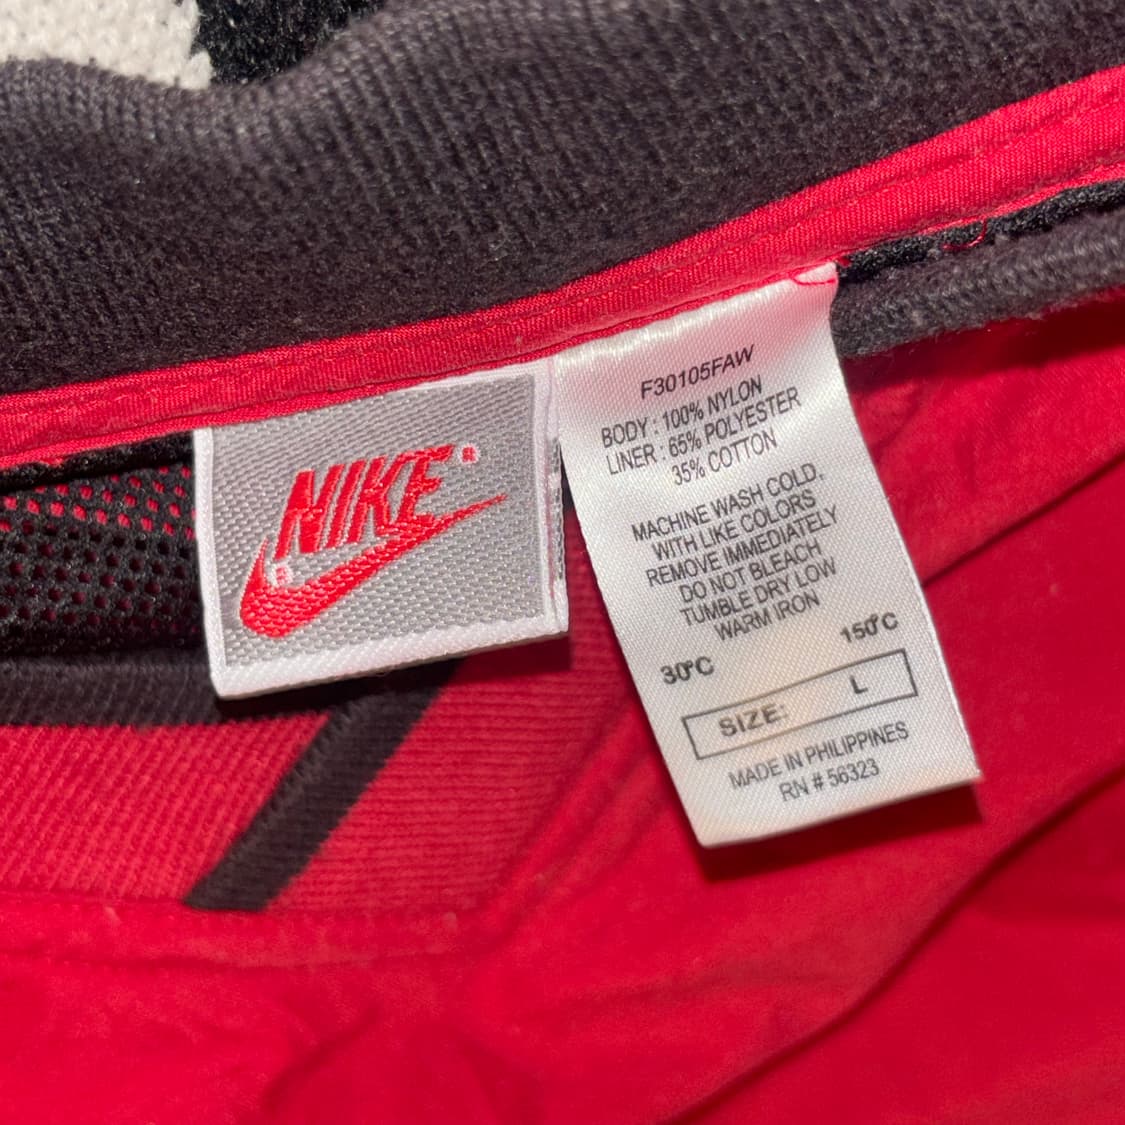 NIKE
®
F30105FAW
BODY : 100% NYLON
LINER : 65% POLYESTER
35% COTTON
MACHINE WASH COLD,
WITH LIKE COLORS
REMOVE IMMEDIATELY
DO NOT BLEACH
TUMBLE DRY LOW
WARM IRON
30°C 150°C
SIZE: L
MADE IN PHILIPPINES
RN # 56323